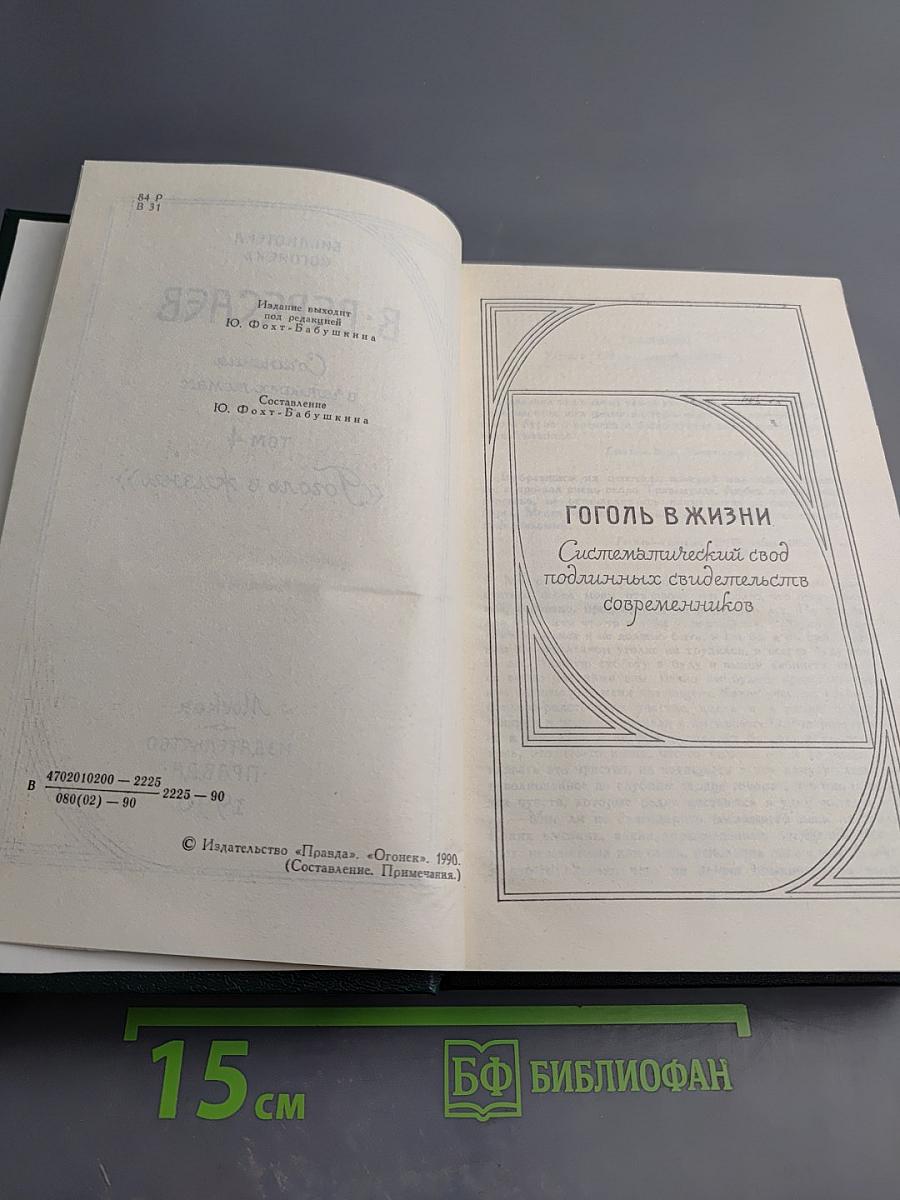 84 Р
В 31
Издание выходит
под редакцией
Ю. Фохт-Бабушкина
Составление
Ю. Фохт-Бабушкина
В 4702010200 — 2225
080(02) — 90
2225 — 90
© Издательство «Правда». «Огонек». 1990.
(Составление. Примечания.)
ГОГОЛЬ В ЖИЗНИ
Систематический свод
подлинных свидетельств
современников
15 СМ
БФ БИБЛИОФАН